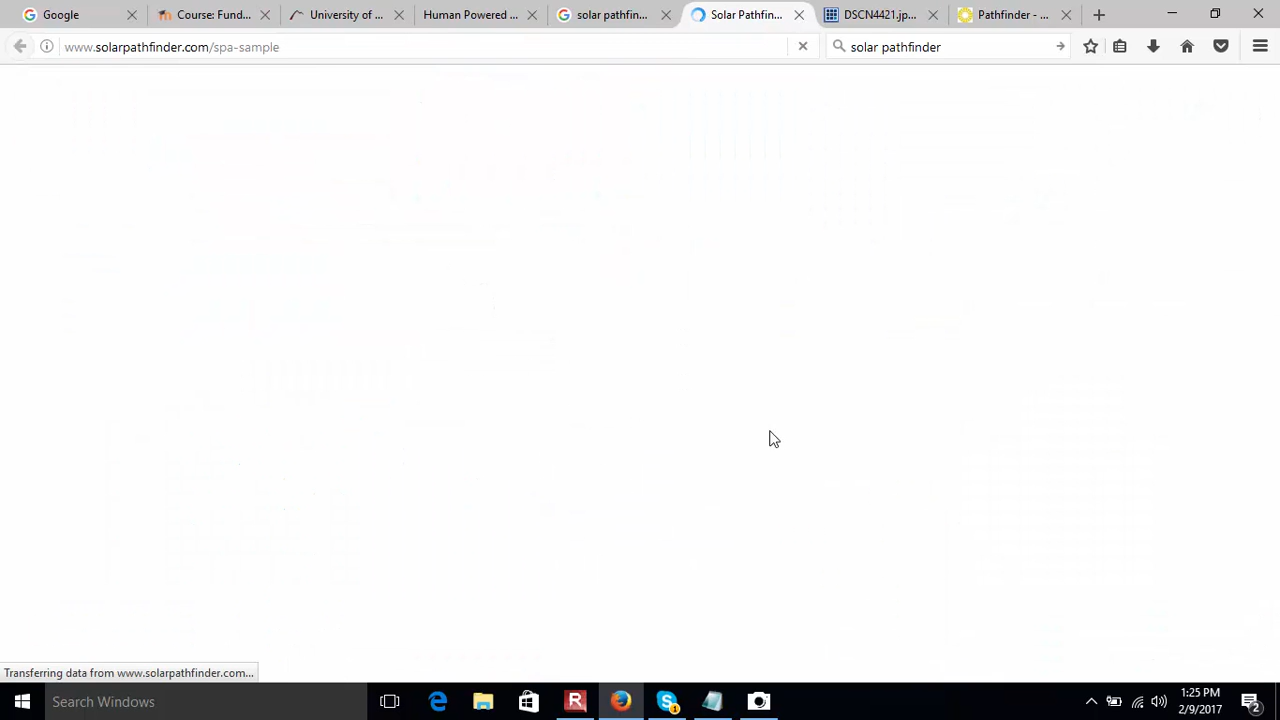 Google
Course: Fund...
University of ...
Human Powered ...
solar pathfin...
Solar Pathfin...
DSCN4421.jp...
Pathfinder - ...
www.solarpathfinder.com/spa-sample
solar pathfinder
Transferring data from www.solarpathfinder.com...
Search Windows
1:25 PM
2/9/2017
2